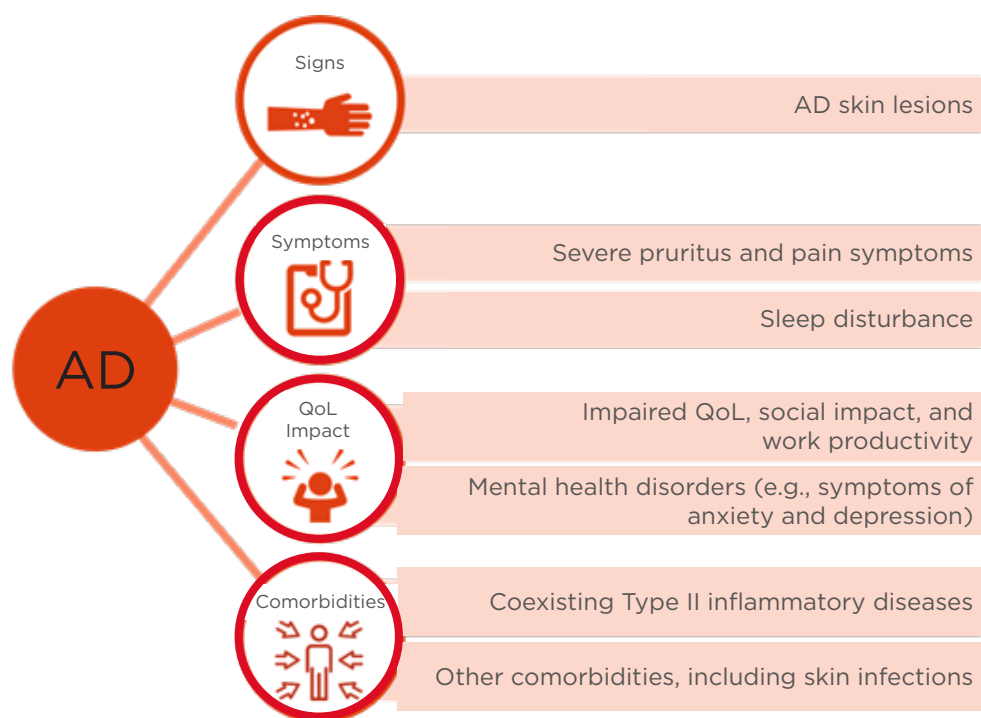 Signs
AD skin lesions
Symptoms
Severe pruritus and pain symptoms
Sleep disturbance
AD
QoL
Impact
Impaired QoL, social impact, and
work productivity
Mental health disorders (e.g., symptoms of
anxiety and depression)
Comorbidities
Coexisting Type II inflammatory diseases
Other comorbidities, including skin infections